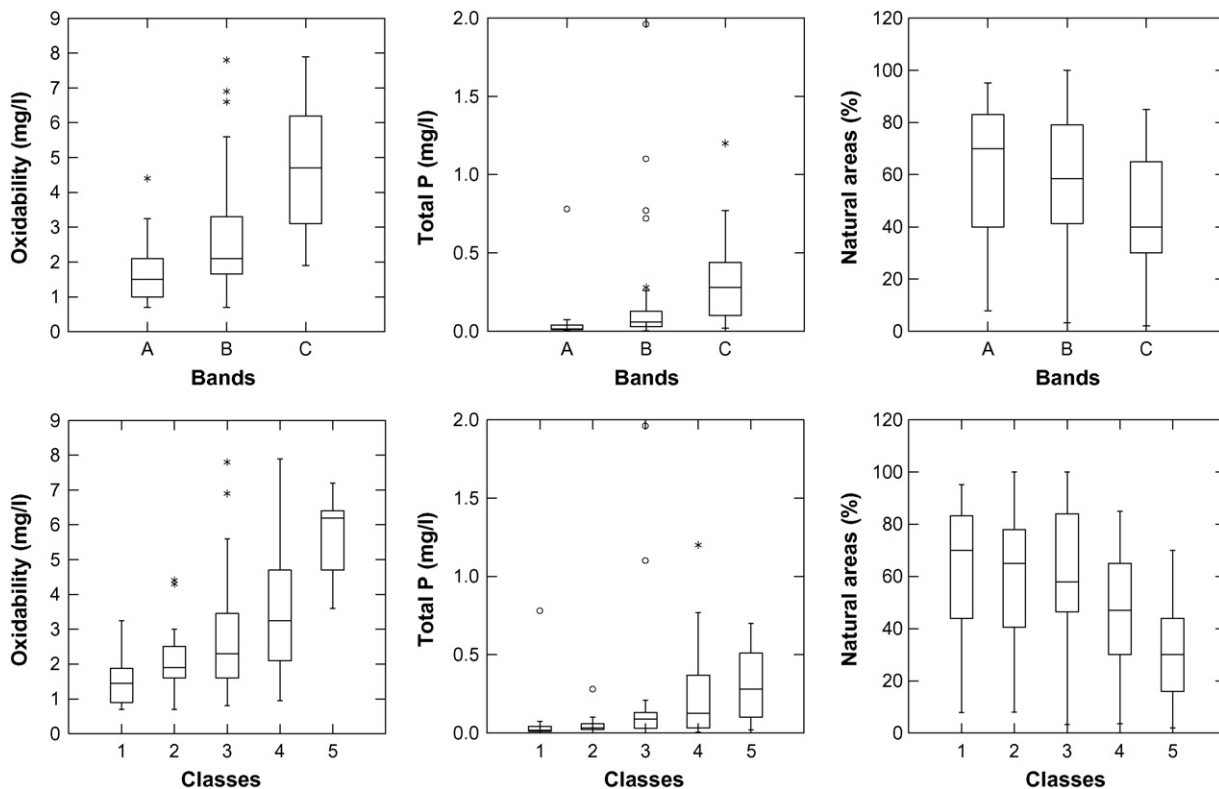 Oxidability (mg/l)
9
8
7
6
5
4
3
2
1
0
A B C
Bands
Total P (mg/l)
2.0
1.5
1.0
0.5
0.0
A B C
Bands
Natural areas (%)
120
100
80
60
40
20
0
A B C
Bands
Oxidability (mg/l)
9
8
7
6
5
4
3
2
1
0
1 2 3 4 5
Classes
Total P (mg/l)
2.0
1.5
1.0
0.5
0.0
1 2 3 4 5
Classes
Natural areas (%)
120
100
80
60
40
20
0
1 2 3 4 5
Classes